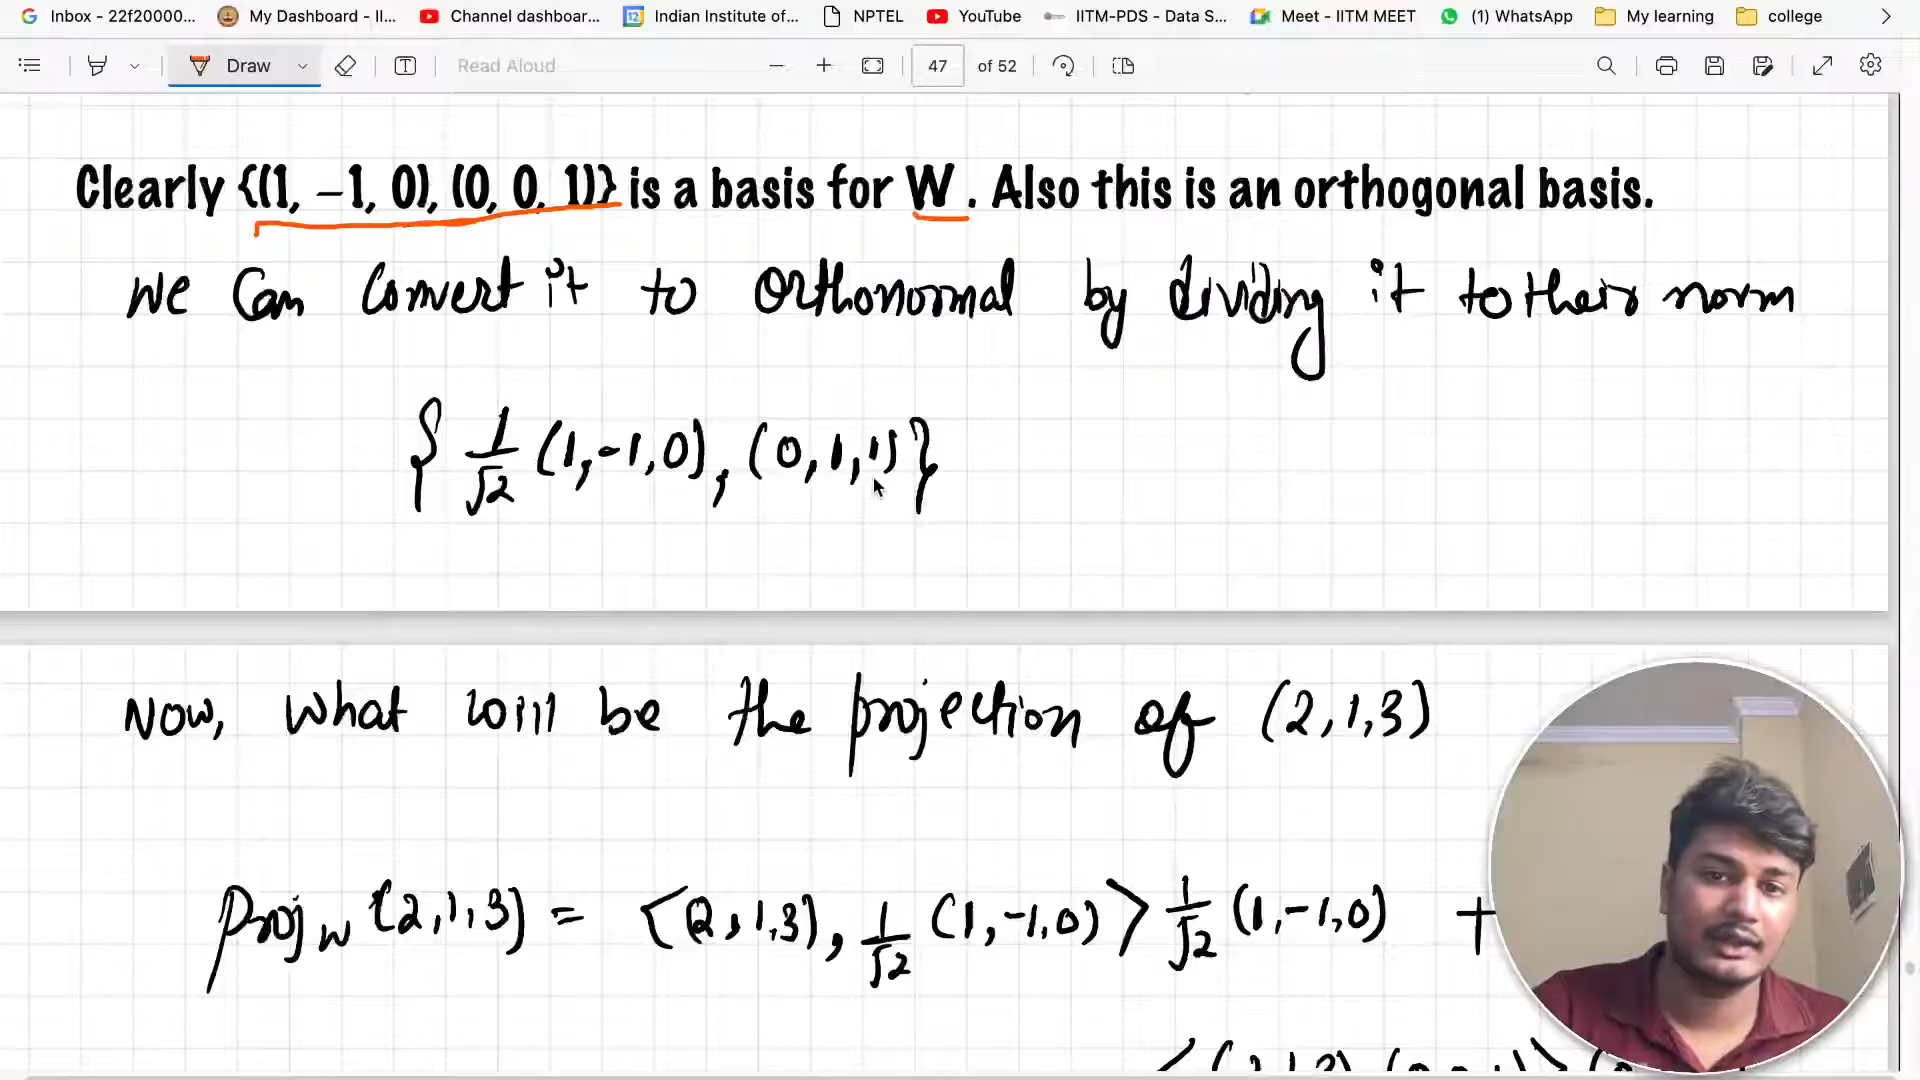 Inbox - 22f20000... My Dashboard - II... Channel dashboar... Indian Institute of... NPTEL YouTube IITM-PDS - Data S... Meet - IITM MEET (1) WhatsApp My learning college
12
Draw Read Aloud 47 of 52
Clearly {(1, −1, 0), (0, 0, 1)} is a basis for W . Also this is an orthogonal basis.
We Can Convert it to Orthonormal by dividing it to their norm
{ 1/√2 (1,-1,0), (0,1,1) }
Now, What will be the projection of (2,1,3)
Proj_W (2,1,3) = <(2,1,3), 1/√2 (1,-1,0)> 1/√2 (1,-1,0) +